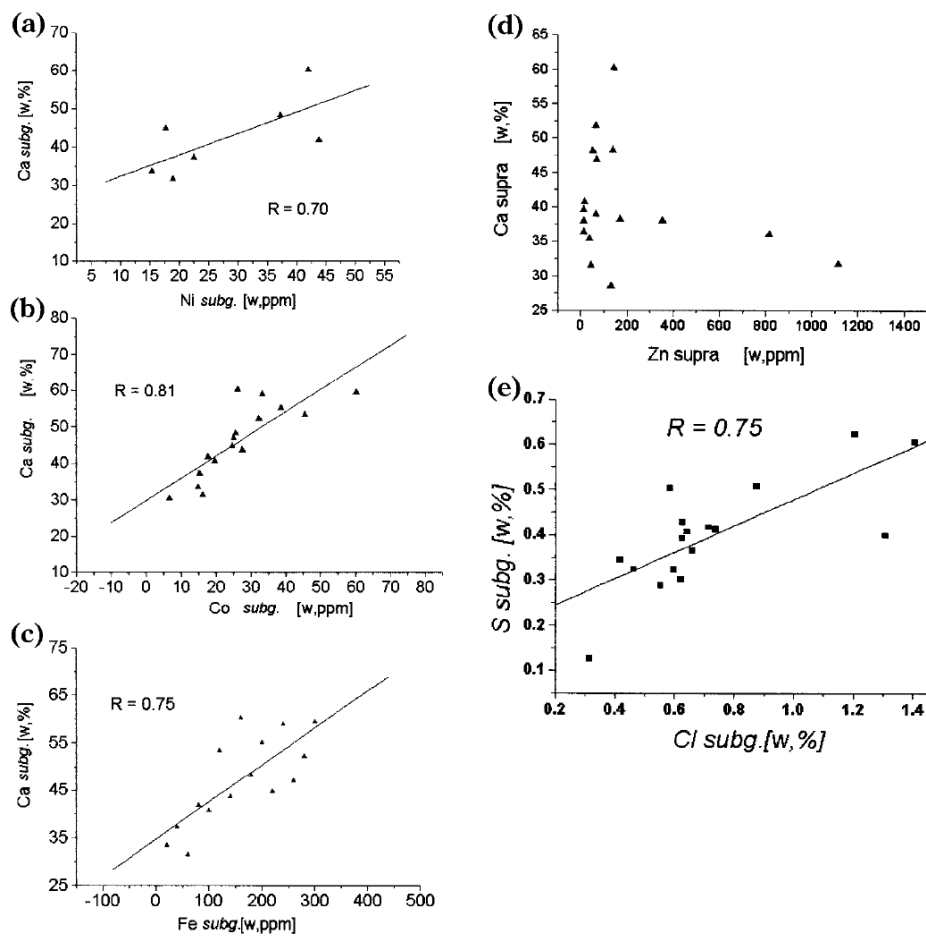 (a)
70
60
50
40
30
20
10
Ca subg. [w,%]
R = 0.70
5 10 15 20 25 30 35 40 45 50 55
Ni subg. [w,ppm]
(b)
80
70
60
50
40
30
20
10
Ca subg. [w,%]
R = 0.81
-20 -10 0 10 20 30 40 50 60 70 80
Co subg. [w,ppm]
(c)
75
65
55
45
35
25
Ca subg.[w,%]
R = 0.75
-100 0 100 200 300 400 500
Fe subg.[w,ppm]
(d)
65
60
55
50
45
40
35
30
25
Ca supra [w,%]
0 200 400 600 800 1000 1200 1400
Zn supra [w,ppm]
(e)
0.7
0.6
0.5
0.4
0.3
0.2
0.1
S subg. [w,%]
R = 0.75
0.2 0.4 0.6 0.8 1.0 1.2 1.4
Cl subg.[w,%]